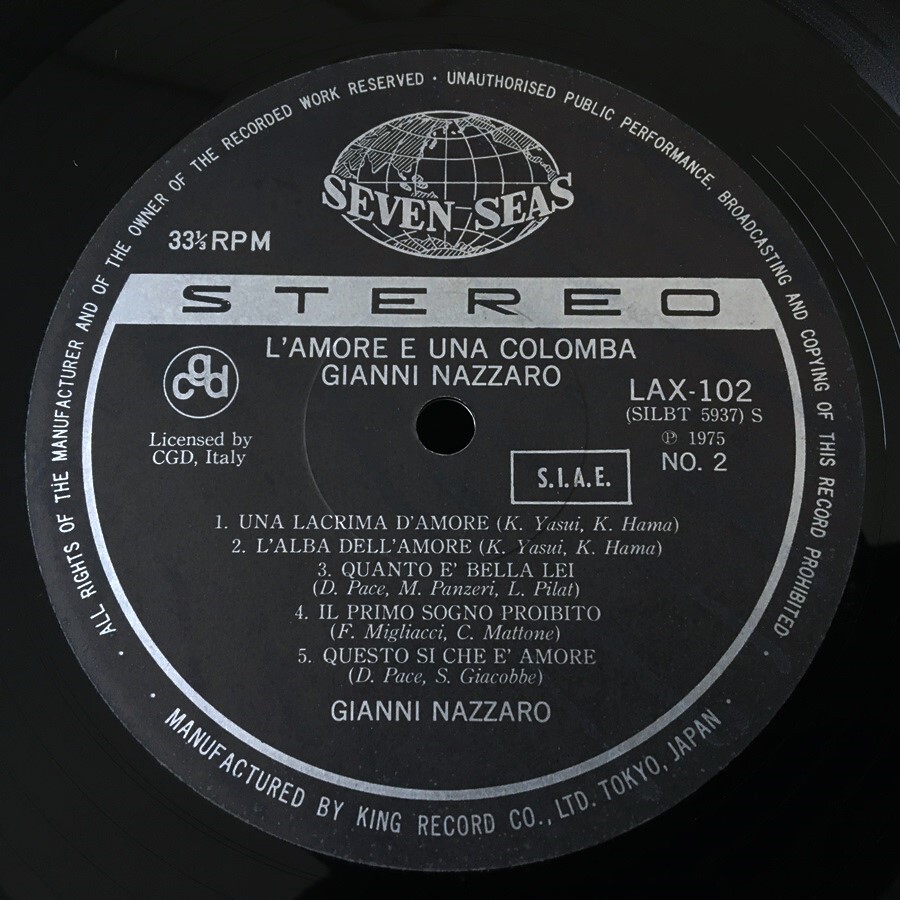 ALL RIGHTS OF THE MANUFACTURER AND OF THE OWNER OF THE RECORDED WORK RESERVED · UNAUTHORISED PUBLIC PERFORMANCE, BROADCASTING AND COPYING OF THIS RECORD PROHIBITED
SEVEN SEAS
33⅓ RPM
STEREO
cgd
L'AMORE E UNA COLOMBA
GIANNI NAZZARO
LAX-102
(SILBT 5937) S
Licensed by
CGD, Italy
Ⓟ 1975
NO. 2
S.I.A.E.
1. UNA LACRIMA D'AMORE (K. Yasui, K. Hama)
2. L'ALBA DELL'AMORE (K. Yasui, K. Hama)
3. QUANTO E' BELLA LEI
(D. Pace, M. Panzeri, L. Pilat)
4. IL PRIMO SOGNO PROIBITO
(F. Migliacci, C. Mattone)
5. QUESTO SI CHE E' AMORE
(D. Pace, S. Giacobbe)
GIANNI NAZZARO
· MANUFACTURED BY KING RECORD CO., LTD. TOKYO, JAPAN ·